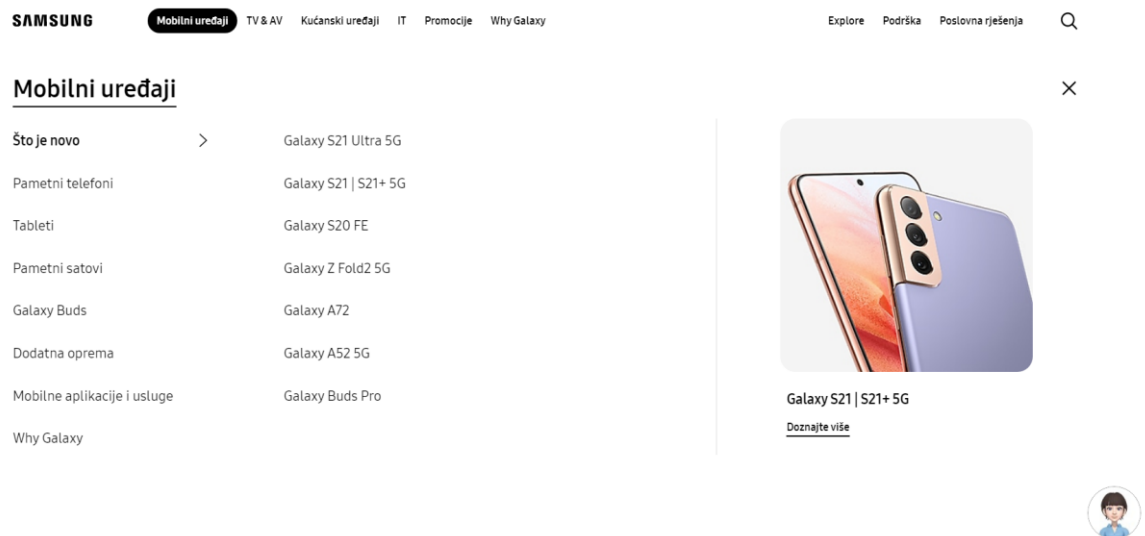 SAMSUNG
Mobilni uređaji
TV & AV
Kućanski uređaji
IT
Promocije
Why Galaxy
Explore
Podrška
Poslovna rješenja
Mobilni uređaji
Što je novo
Pametni telefoni
Tableti
Pametni satovi
Galaxy Buds
Dodatna oprema
Mobilne aplikacije i usluge
Why Galaxy
Galaxy S21 Ultra 5G
Galaxy S21 | S21+ 5G
Galaxy S20 FE
Galaxy Z Fold2 5G
Galaxy A72
Galaxy A52 5G
Galaxy Buds Pro
Galaxy S21 | S21+ 5G
Doznajte više